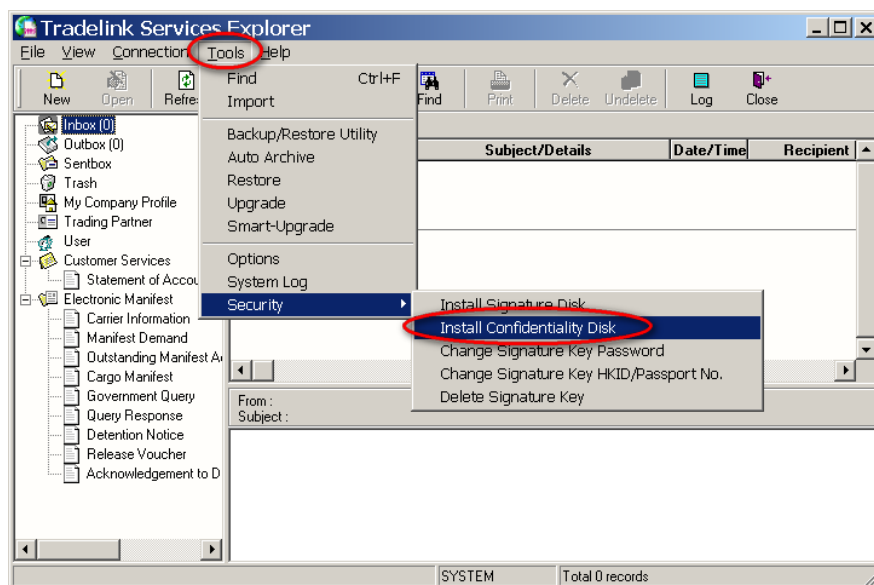 Tradelink Services Explorer
File View Connection Tools Help
New Open Find Print Delete Undelete Log Close
Find Ctrl+F
Import
Backup/Restore Utility
Auto Archive
Restore
Upgrade
Smart-Upgrade
Options
System Log
Security
Install Signature Disk
Install Confidentiality Disk
Change Signature Key Password
Change Signature Key HKID/Passport No.
Delete Signature Key
Subject/Details Date/Time Recipient
Inbox (0)
Outbox (0)
Sentbox
Trash
My Company Profile
Trading Partner
User
Customer Services
Statement of
Electronic Manifest
Carrier Information
Manifest Demand
Outstanding Manifest
Cargo Manifest
Government Query
Query Response
Detention Notice
Release Voucher
Acknowledgement to D
From :
Subject :
SYSTEM Total 0 records